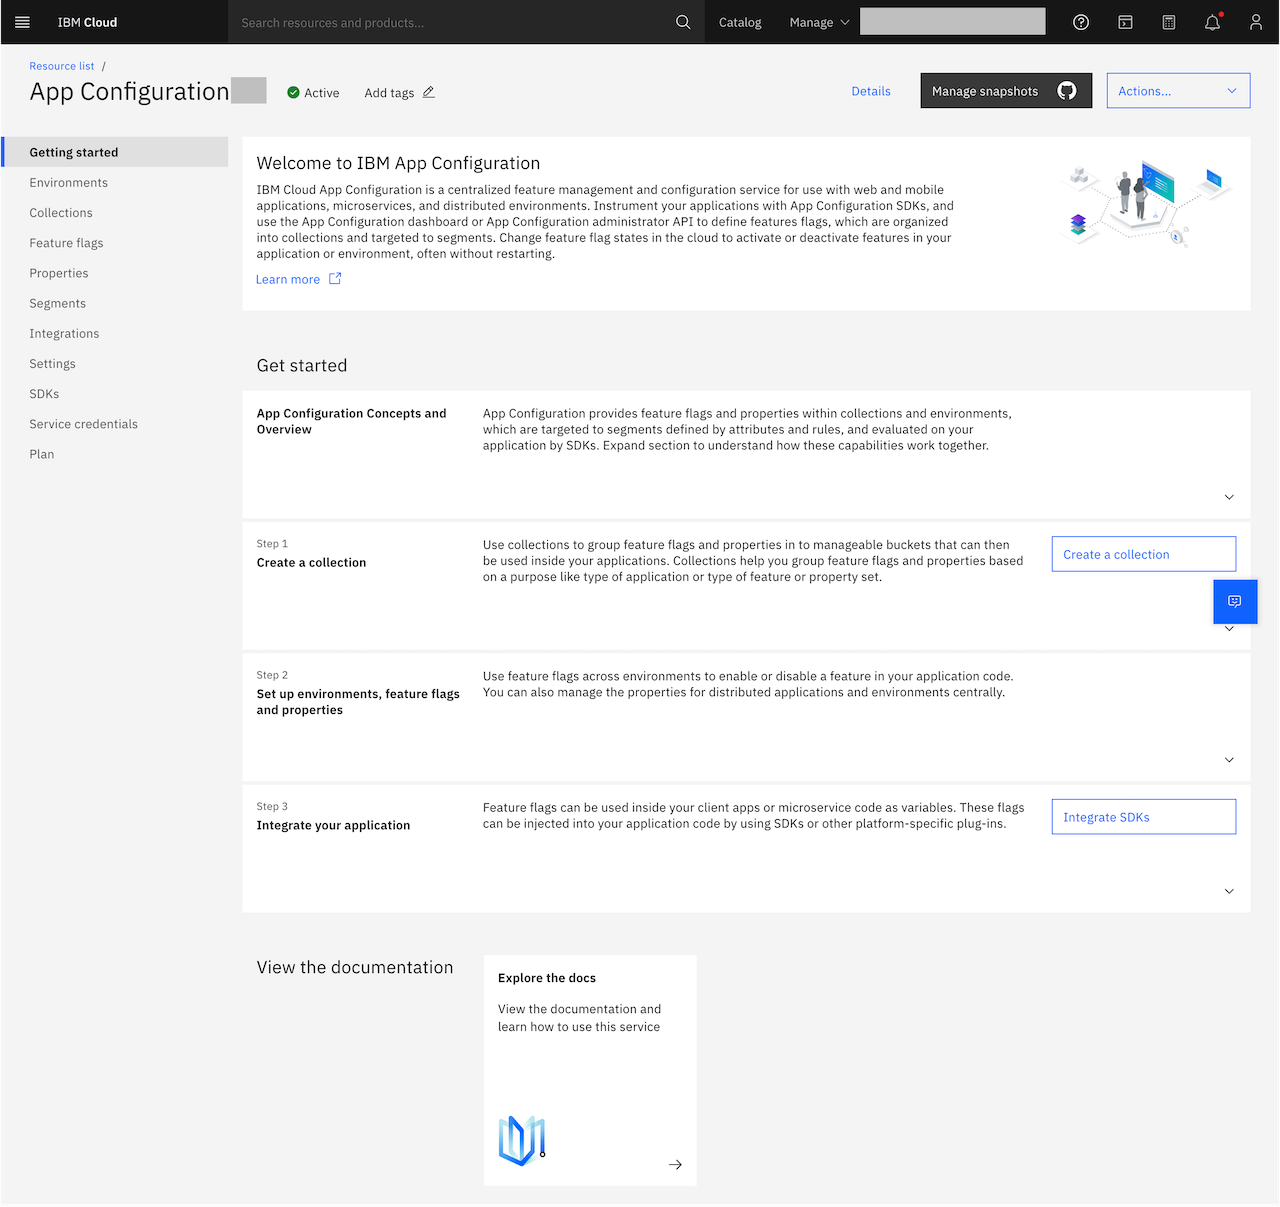 IBM Cloud
Search resources and products...
Catalog
Manage
Resource list /
App Configuration
Active
Add tags
Details
Manage snapshots
Actions...
Getting started
Environments
Collections
Feature flags
Properties
Segments
Integrations
Settings
SDKs
Service credentials
Plan
Welcome to IBM App Configuration
IBM Cloud App Configuration is a centralized feature management and configuration service for use with web and mobile
applications, microservices, and distributed environments. Instrument your applications with App Configuration SDKs, and
use the App Configuration dashboard or App Configuration administrator API to define features flags, which are organized
into collections and targeted to segments. Change feature flag states in the cloud to activate or deactivate features in your
application or environment, often without restarting.
Learn more
Get started
App Configuration Concepts and
Overview
App Configuration provides feature flags and properties within collections and environments,
which are targeted to segments defined by attributes and rules, and evaluated on your
application by SDKs. Expand section to understand how these capabilities work together.
Step 1
Create a collection
Use collections to group feature flags and properties in to manageable buckets that can then
be used inside your applications. Collections help you group feature flags and properties based
on a purpose like type of application or type of feature or property set.
Create a collection
Step 2
Set up environments, feature flags
and properties
Use feature flags across environments to enable or disable a feature in your application code.
You can also manage the properties for distributed applications and environments centrally.
Step 3
Integrate your application
Feature flags can be used inside your client apps or microservice code as variables. These flags
can be injected into your application code by using SDKs or other platform-specific plug-ins.
Integrate SDKs
View the documentation
Explore the docs
View the documentation and
learn how to use this service